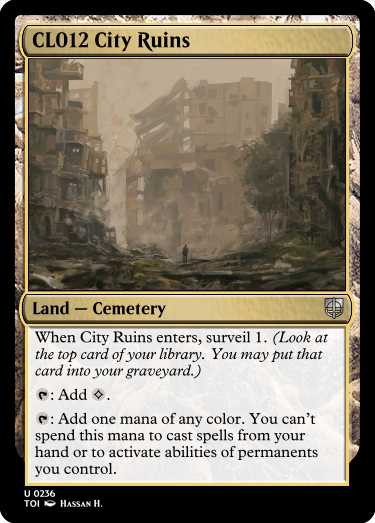 CL012 City Ruins
Land — Cemetery
When City Ruins enters, surveil 1. (Look at
the top card of your library. You may put that
card into your graveyard.)
: Add .
: Add one mana of any color. You can't
spend this mana to cast spells from your
hand or to activate abilities of permanents
you control.
U 0236
TOI HASSAN H.